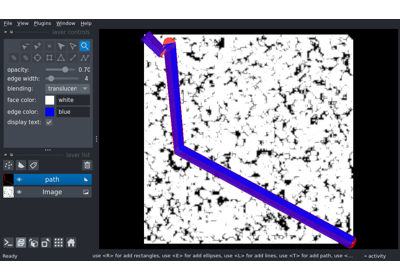 File View Plugins Window Help
layer controls
opacity: 0.70
edge width: 4
blending: translucen
face color: white
edge color: blue
display text:
layer list
path
Image
Ready use <R> for add rectangles, use <E> for add ellipses, use <L> for add lines, use <T> for add path, use <... activity